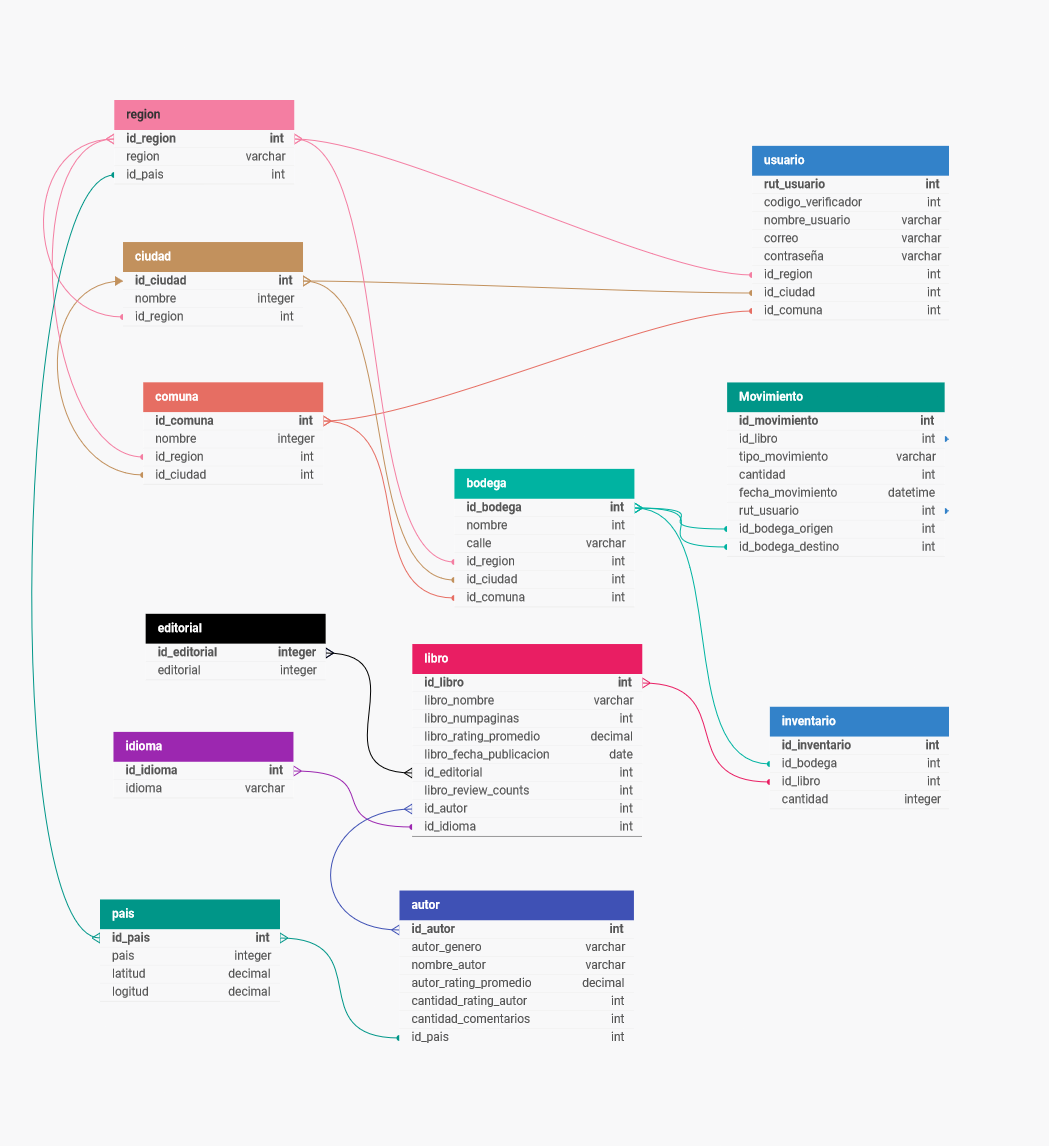 region
id_region int
region varchar
id_pais int
ciudad
id_ciudad int
nombre integer
id_region int
comuna
id_comuna int
nombre integer
id_region int
id_ciudad int
usuario
rut_usuario int
codigo_verificador int
nombre_usuario varchar
correo varchar
contraseña varchar
id_region int
id_ciudad int
id_comuna int
Movimiento
id_movimiento int
id_libro int
tipo_movimiento varchar
cantidad int
fecha_movimiento datetime
rut_usuario int
id_bodega_origen int
id_bodega_destino int
bodega
id_bodega int
nombre int
calle varchar
id_region int
id_ciudad int
id_comuna int
editorial
id_editorial integer
editorial integer
libro
id_libro int
libro_nombre varchar
libro_numpaginas int
libro_rating_promedio decimal
libro_fecha_publicacion date
id_editorial int
libro_review_counts int
id_autor int
id_idioma int
inventario
id_inventario int
id_bodega int
id_libro int
cantidad integer
idioma
id_idioma int
idioma varchar
pais
id_pais int
pais integer
latitud decimal
logitud decimal
autor
id_autor int
autor_genero varchar
nombre_autor varchar
autor_rating_promedio decimal
cantidad_rating_autor int
cantidad_comentarios int
id_pais int